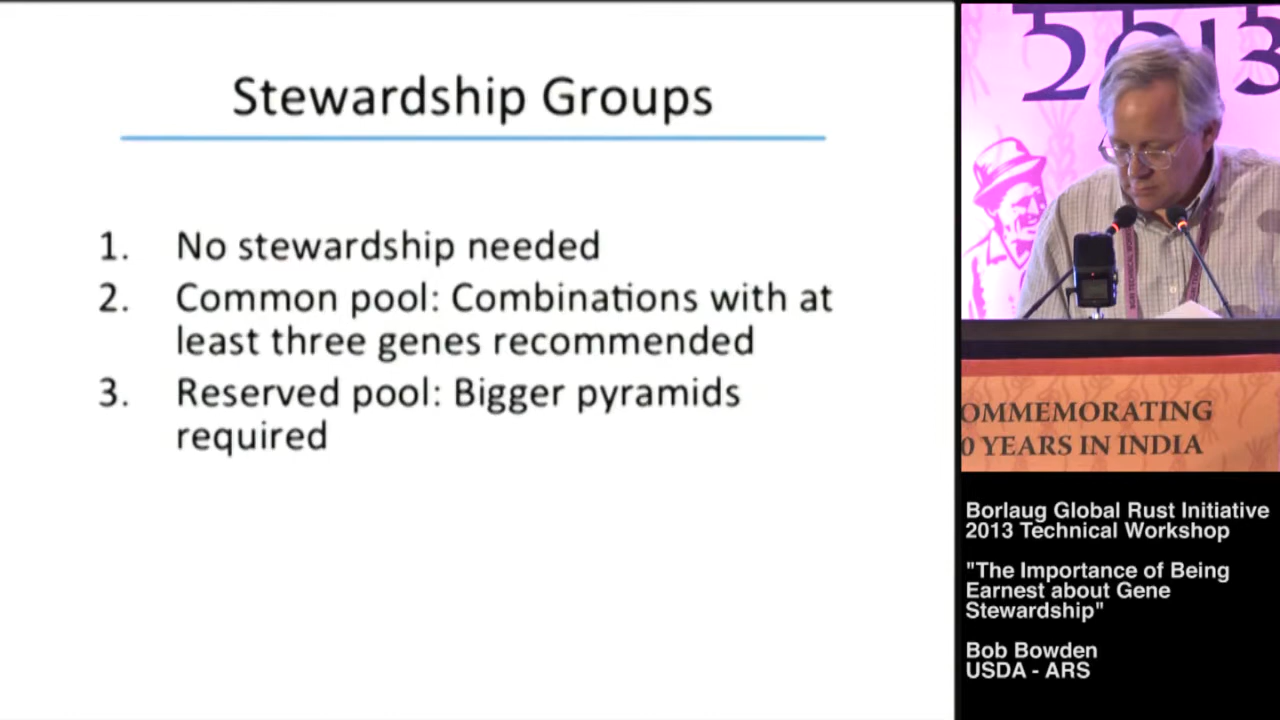 Stewardship Groups
1. No stewardship needed
2. Common pool: Combinations with at
least three genes recommended
3. Reserved pool: Bigger pyramids
required
2013
OMMEMORATING
0 YEARS IN INDIA
Borlaug Global Rust Initiative
2013 Technical Workshop
"The Importance of Being
Earnest about Gene
Stewardship"
Bob Bowden
USDA - ARS